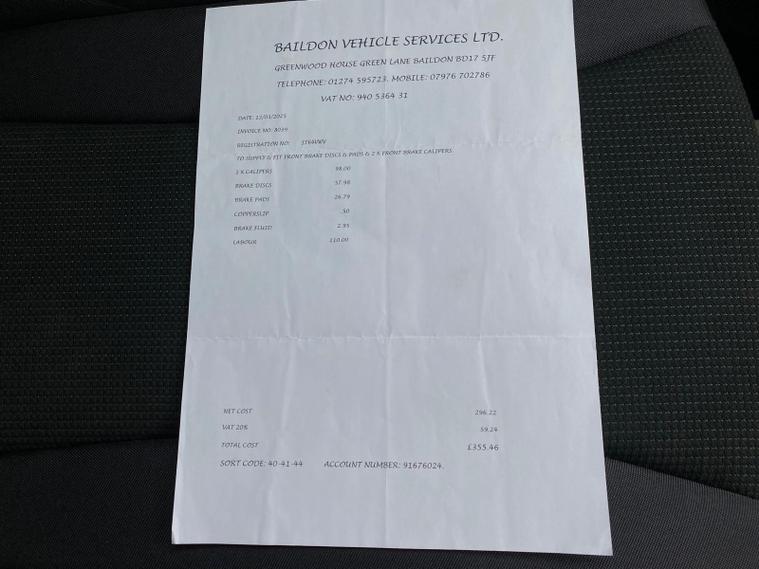 BAILDON VEHICLE SERVICES LTD.
GREENWOOD HOUSE GREEN LANE BAILDON BD17 5JF
TELEPHONE: 01274 595723. MOBILE: 07976 702786
VAT NO: 940 5364 31
DATE: 13/03/2025
INVOICE NO: 8039
REGISTRATION NO:
TO SUPPLY & FIT FRONT BRAKE DISCS & PADS & 2 X FRONT BRAKE CALIPERS
2 X CALIPERS 98.00
BRAKE DISCS 57.98
BRAKE PADS 26.79
COPPERSLIP .50
BRAKE FLUID 2.95
LABOUR 110.00
NET COST 296.22
VAT 20% 59.24
TOTAL COST £355.46
SORT CODE: 40-41-44 ACCOUNT NUMBER: 91676024.